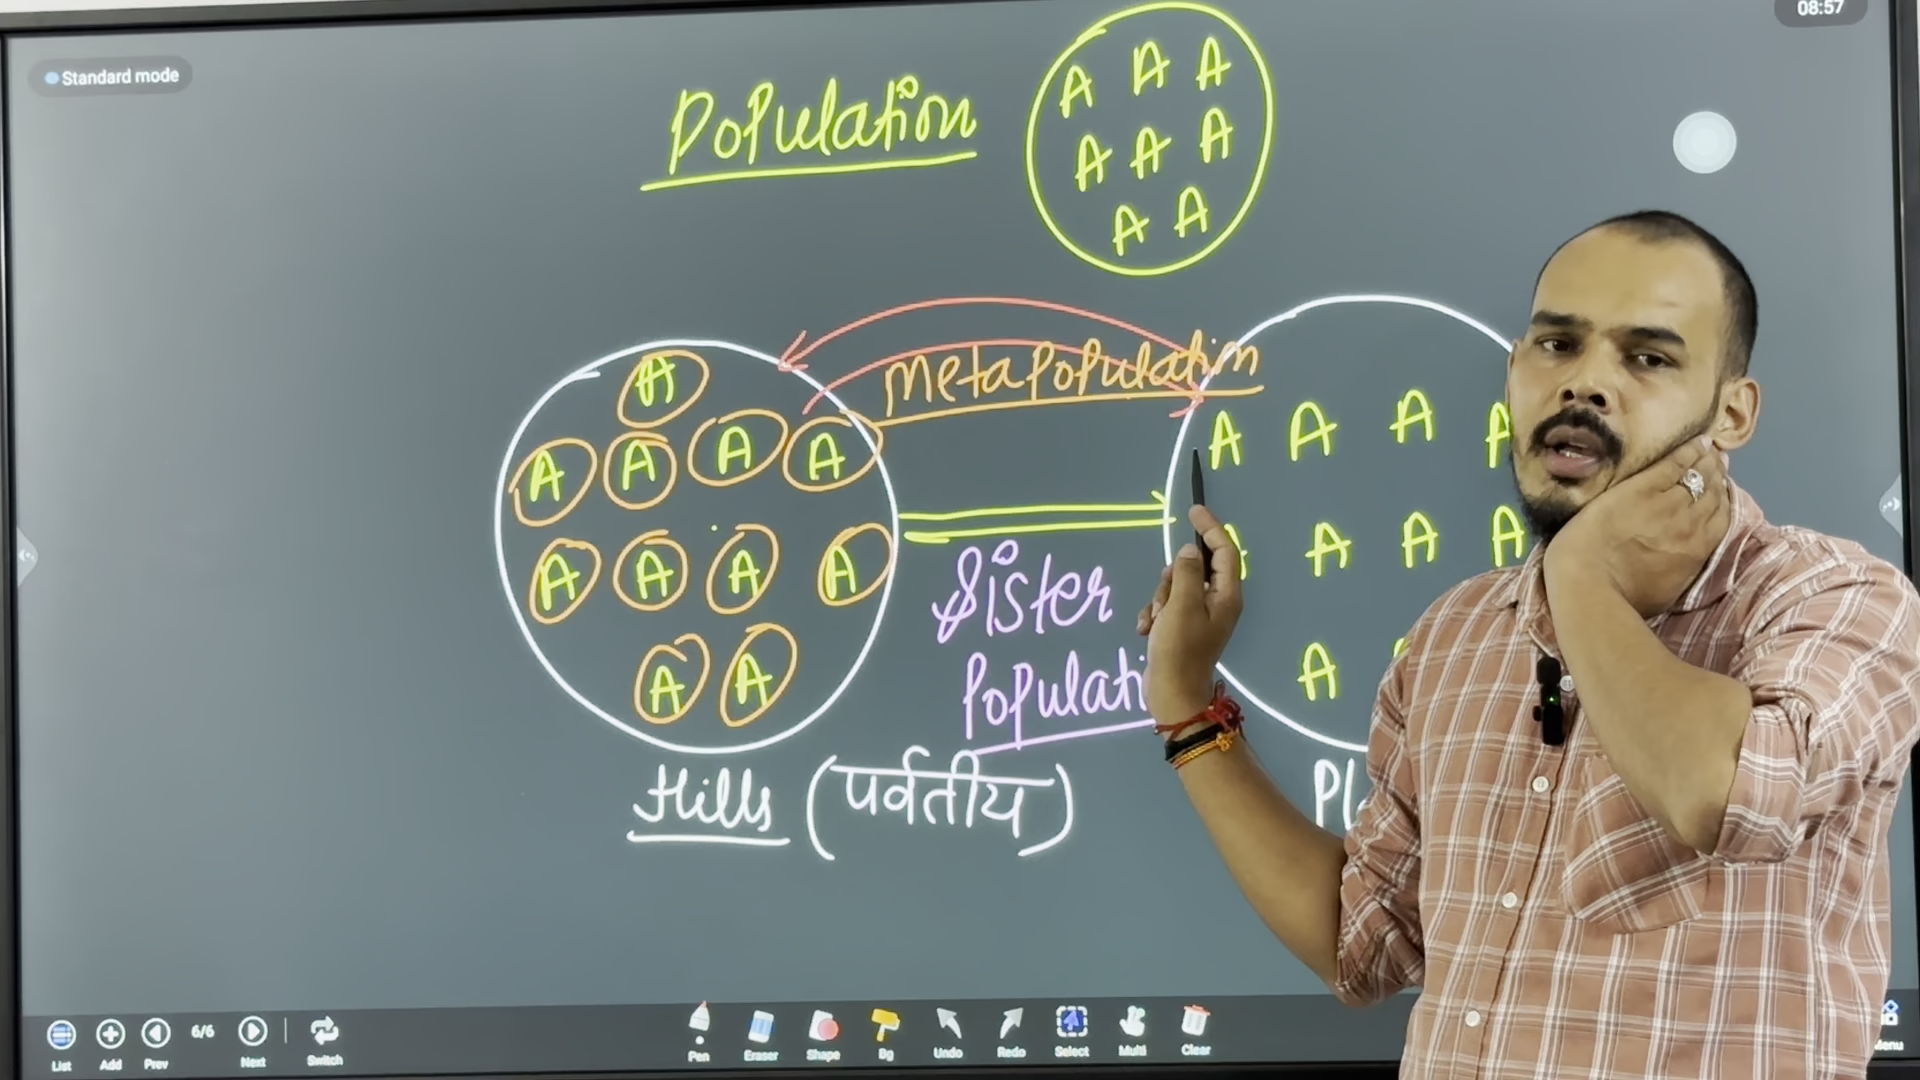 08:57
Standard mode
Population
A A A
A A A
A A
Metapopulation
A
A A A A
A A A A
A A
A A A A
A A A
A
Sister
Populati
Hills (पर्वतीय)
Pl
List Add Prev 6/6 Next Switch Pen Eraser Shape Bg Undo Redo Select Multi Clear Menu